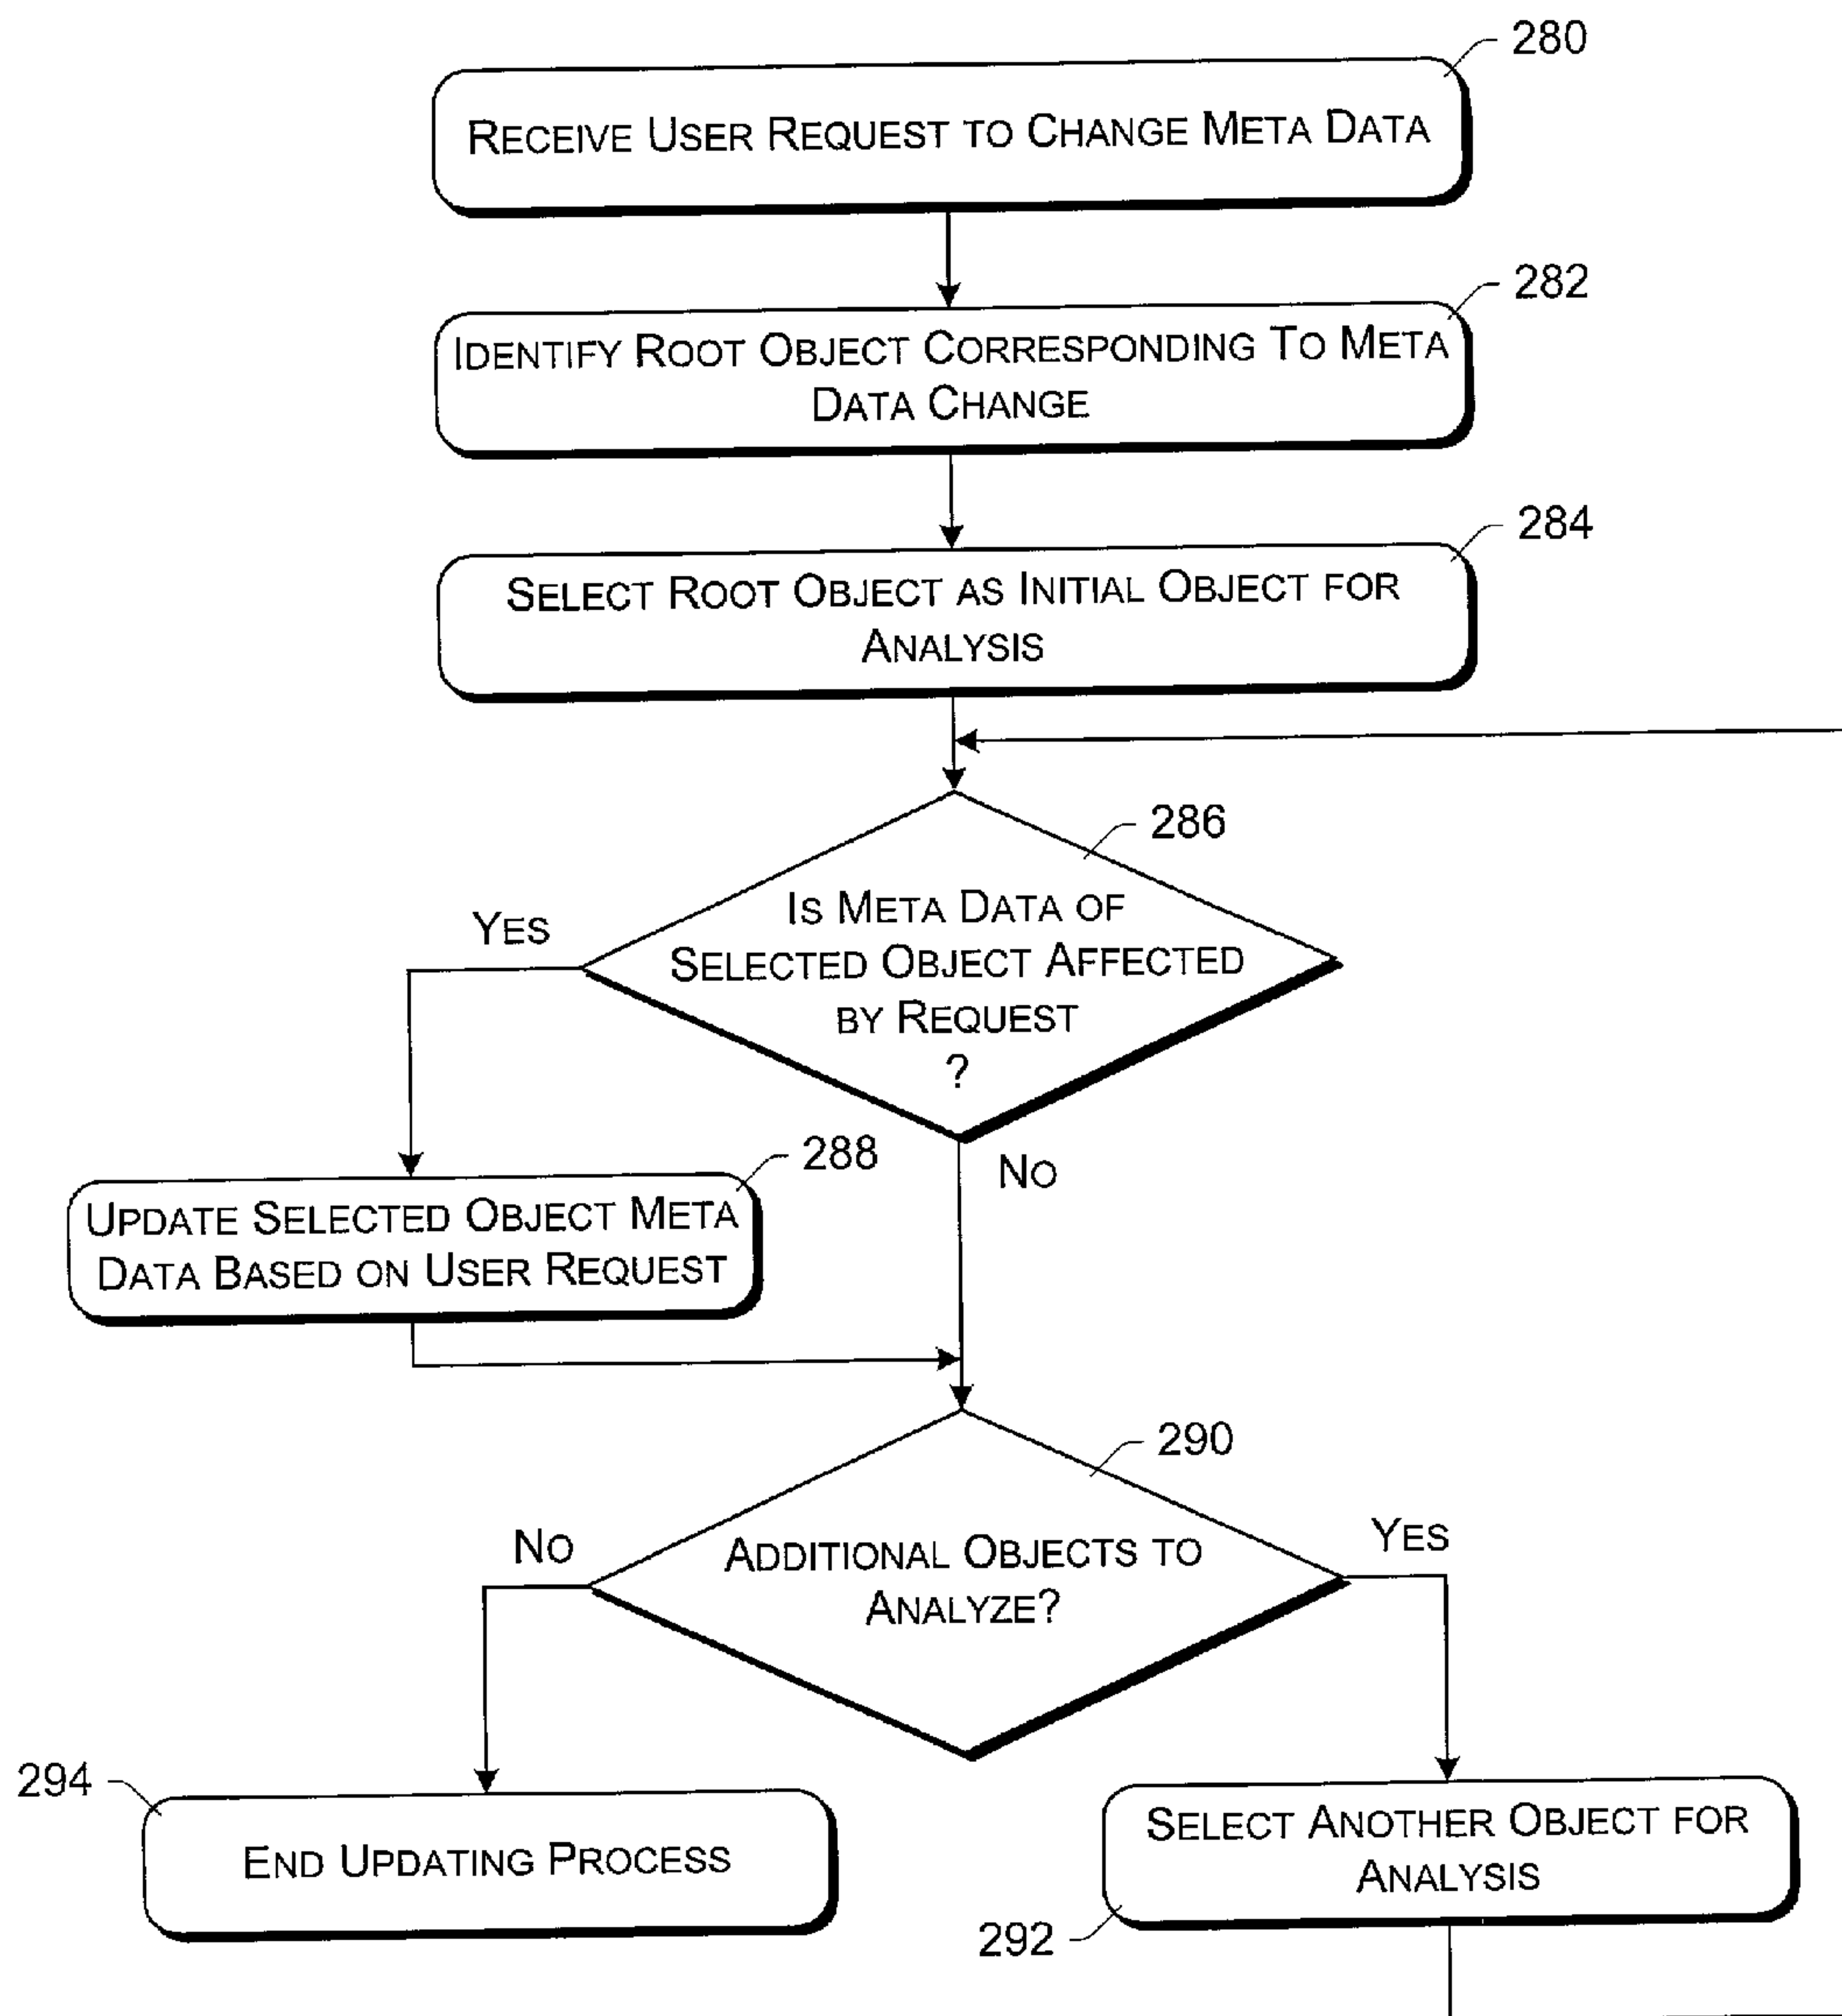 280
RECEIVE USER REQUEST TO CHANGE META DATA
282
IDENTIFY ROOT OBJECT CORRESPONDING TO META
DATA CHANGE
284
SELECT ROOT OBJECT AS INITIAL OBJECT FOR
ANALYSIS
286
IS META DATA OF
SELECTED OBJECT AFFECTED
BY REQUEST
?
YES
NO
288
UPDATE SELECTED OBJECT META
DATA BASED ON USER REQUEST
290
ADDITIONAL OBJECTS TO
ANALYZE?
NO
YES
294
END UPDATING PROCESS
SELECT ANOTHER OBJECT FOR
ANALYSIS
292